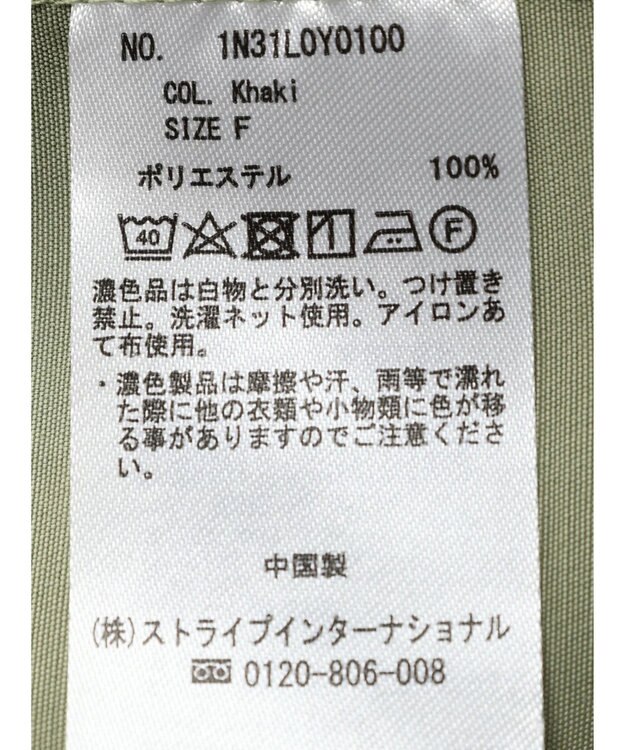 NO. 1N31L0Y0100
COL. Khaki
SIZE F
ポリエステル 100%
40 F
濃色品は白物と分別洗い。つけ置き
禁止。洗濯ネット使用。アイロンあ
て布使用。
・濃色製品は摩擦や汗、雨等で濡れ
た際に他の衣類や小物類に色が移
る事がありますのでご注意くださ
い。
中国製
(株)ストライプインターナショナル
0120-806-008